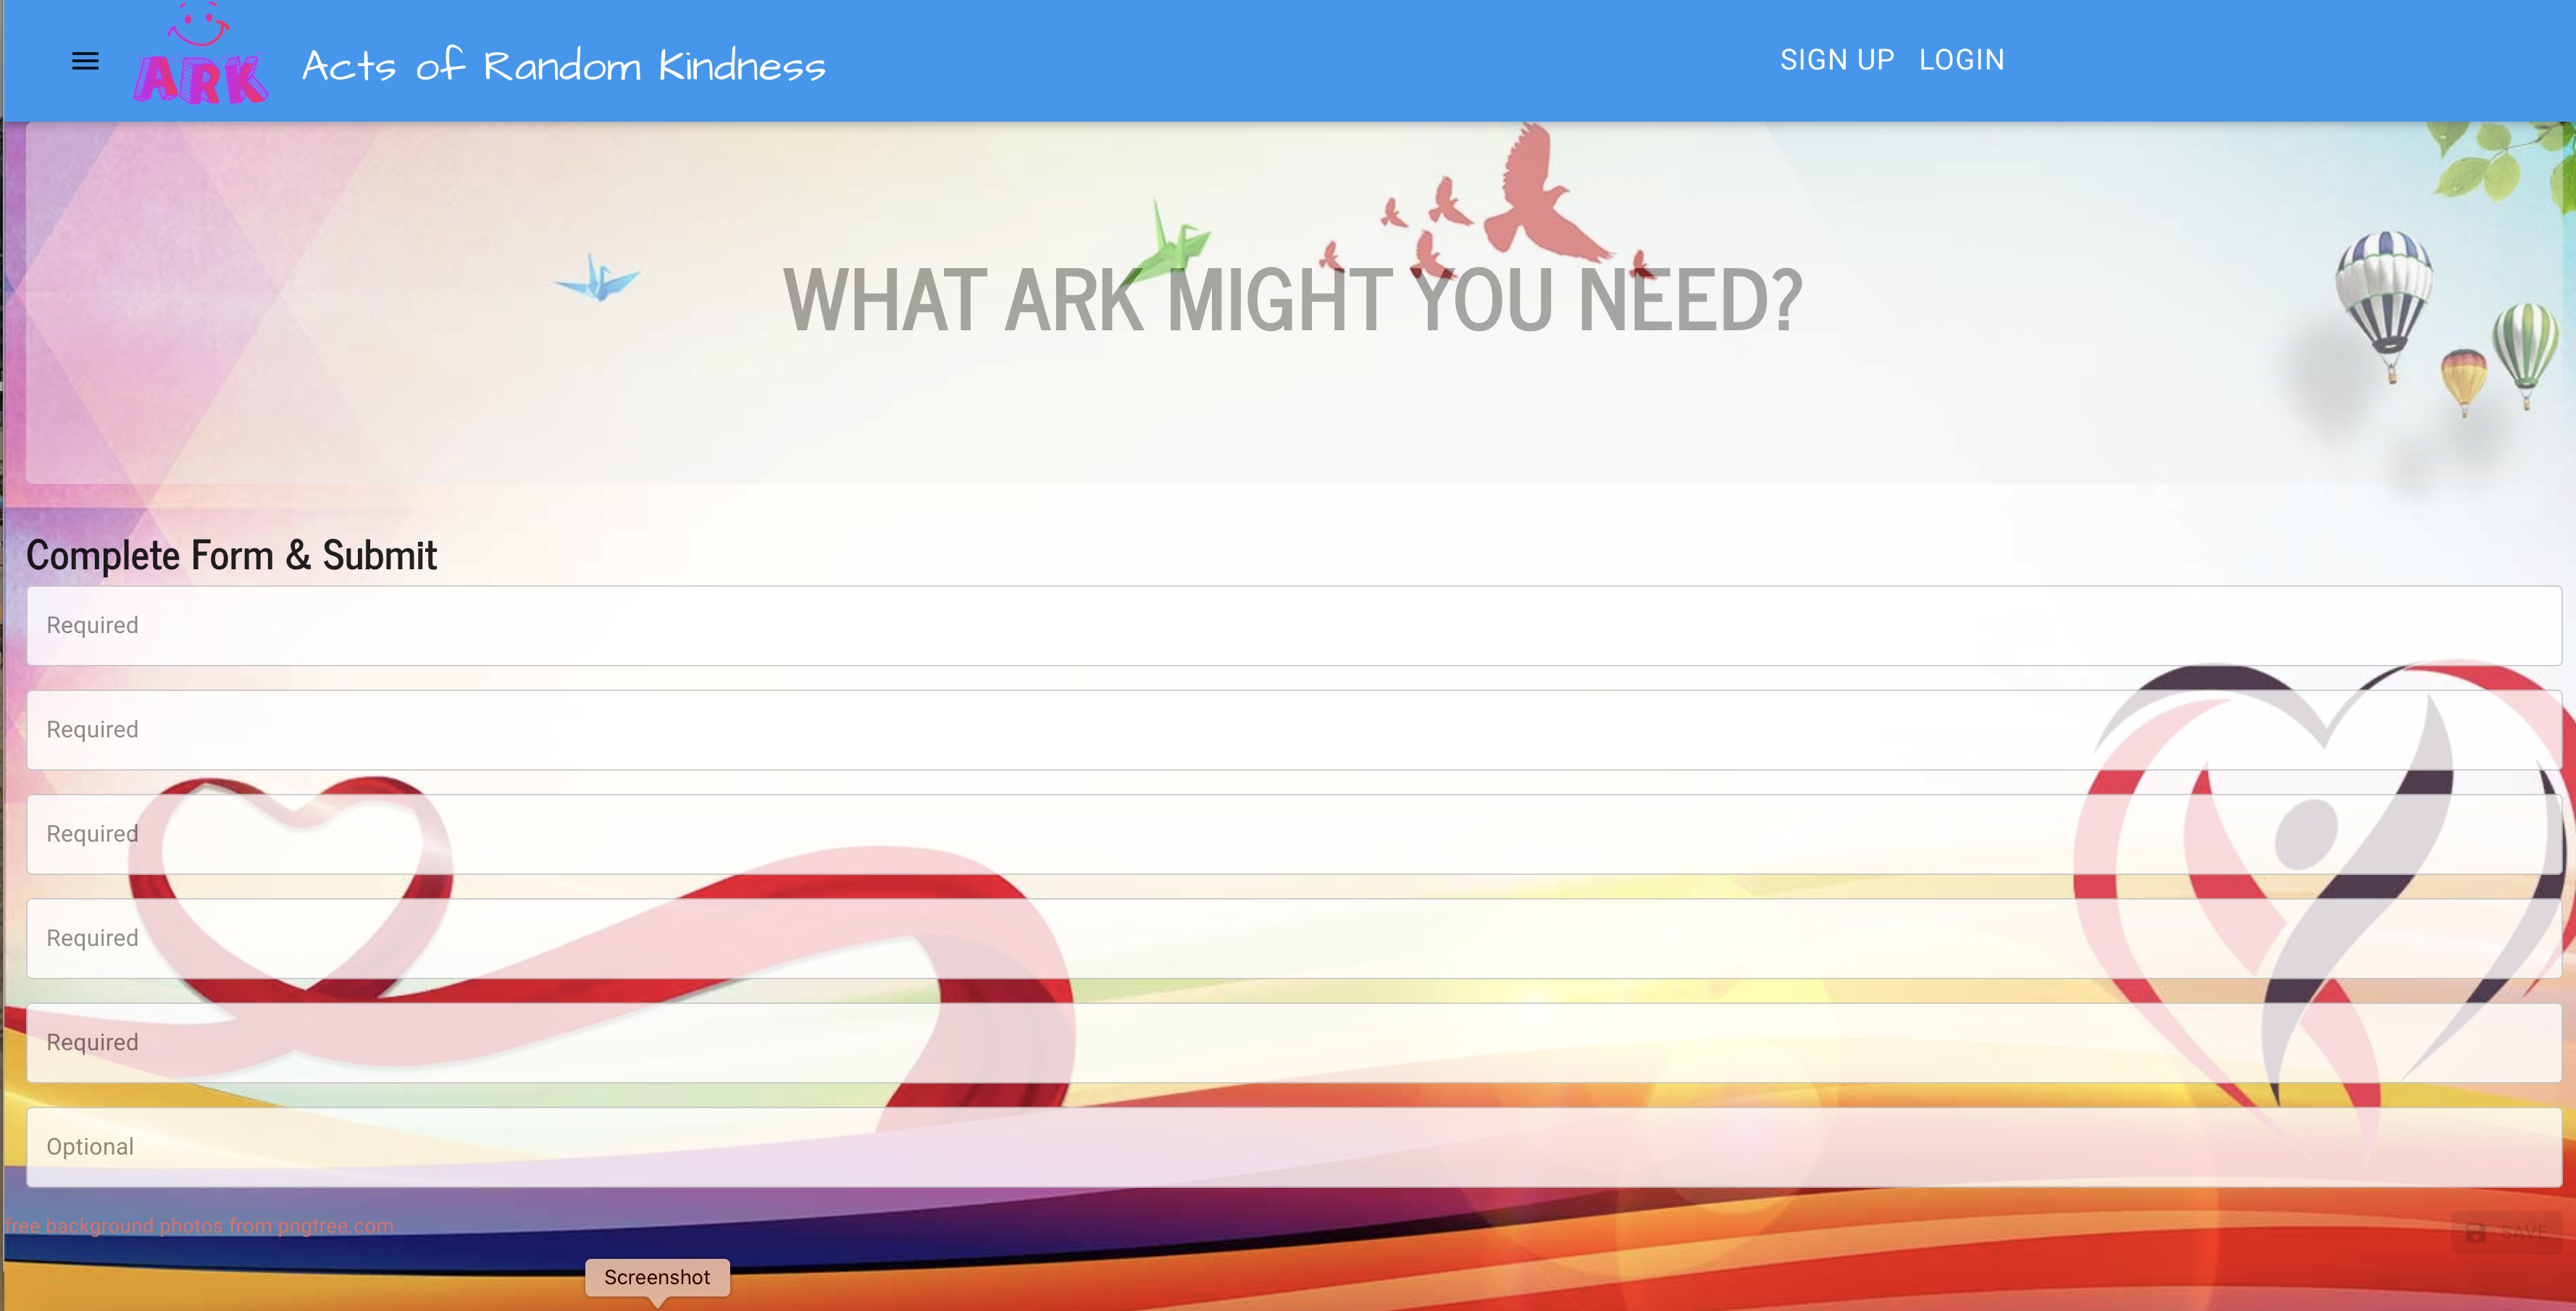 ARK
Acts of Random Kindness
SIGN UP LOGIN
WHAT ARK MIGHT YOU NEED?
Complete Form & Submit
Required
Required
Required
Required
Required
Optional
free background photos from pngtree.com
SAVE
Screenshot